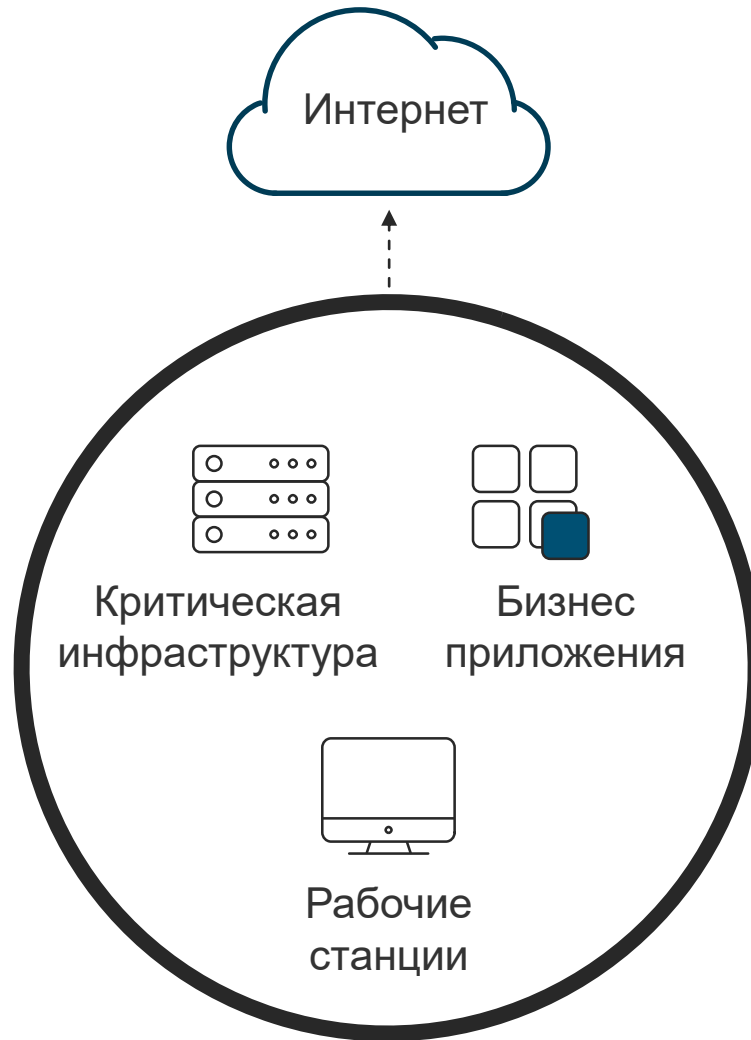 Интернет
Критическая
инфраструктура
Бизнес
приложения
Рабочие
станции